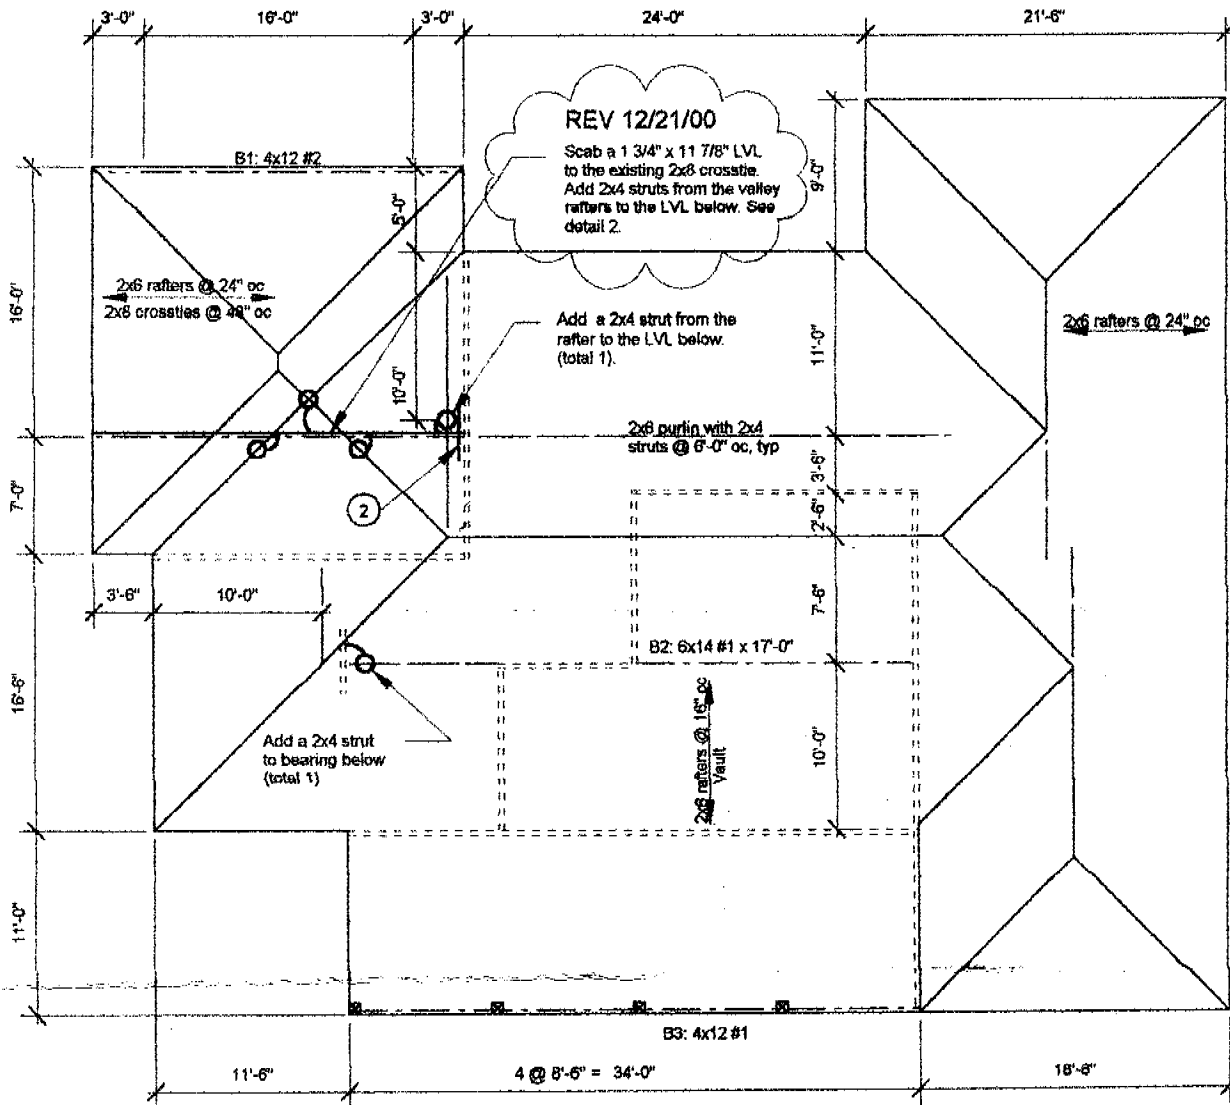 3'-0"
16'-0"
3'-0"
24'-0"
21'-6"
REV 12/21/00
Scab a 1 3/4" x 11 7/8" LVL
to the existing 2x8 crosstie.
Add 2x4 struts from the valley
rafters to the LVL below. See
detail 2.
B1: 4x12 #2
5'-0"
9'-0"
2x6 rafters @ 24" oc
2x8 crossties @ 48" oc
16'-0"
Add a 2x4 strut from the
rafter to the LVL below.
(total 1).
2x6 rafters @ 24" oc
11'-0"
10'-0"
2x6 purlin with 2x4
struts @ 6'-0" oc, typ
3'-6"
2
2'-6"
7'-0"
3'-6"
10'-0"
7'-6"
B2: 6x14 #1 x 17'-0"
16'-6"
Add a 2x4 strut
to bearing below
(total 1)
2x6 rafters @ 16" oc
Vault
10'-0"
11'-0"
B3: 4x12 #1
11'-6"
4 @ 8'-6" = 34'-0"
18'-6"